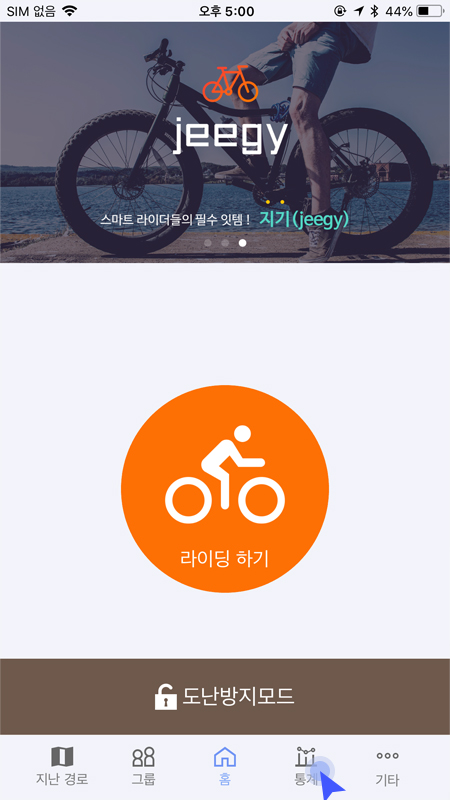 SIM 없음 오후 5:00 44%
jeegy
스마트 라이더들의 필수 잇템 ! 지기(jeegy)
라이딩 하기
도난방지모드
지난 경로 그룹 홈 통계 기타